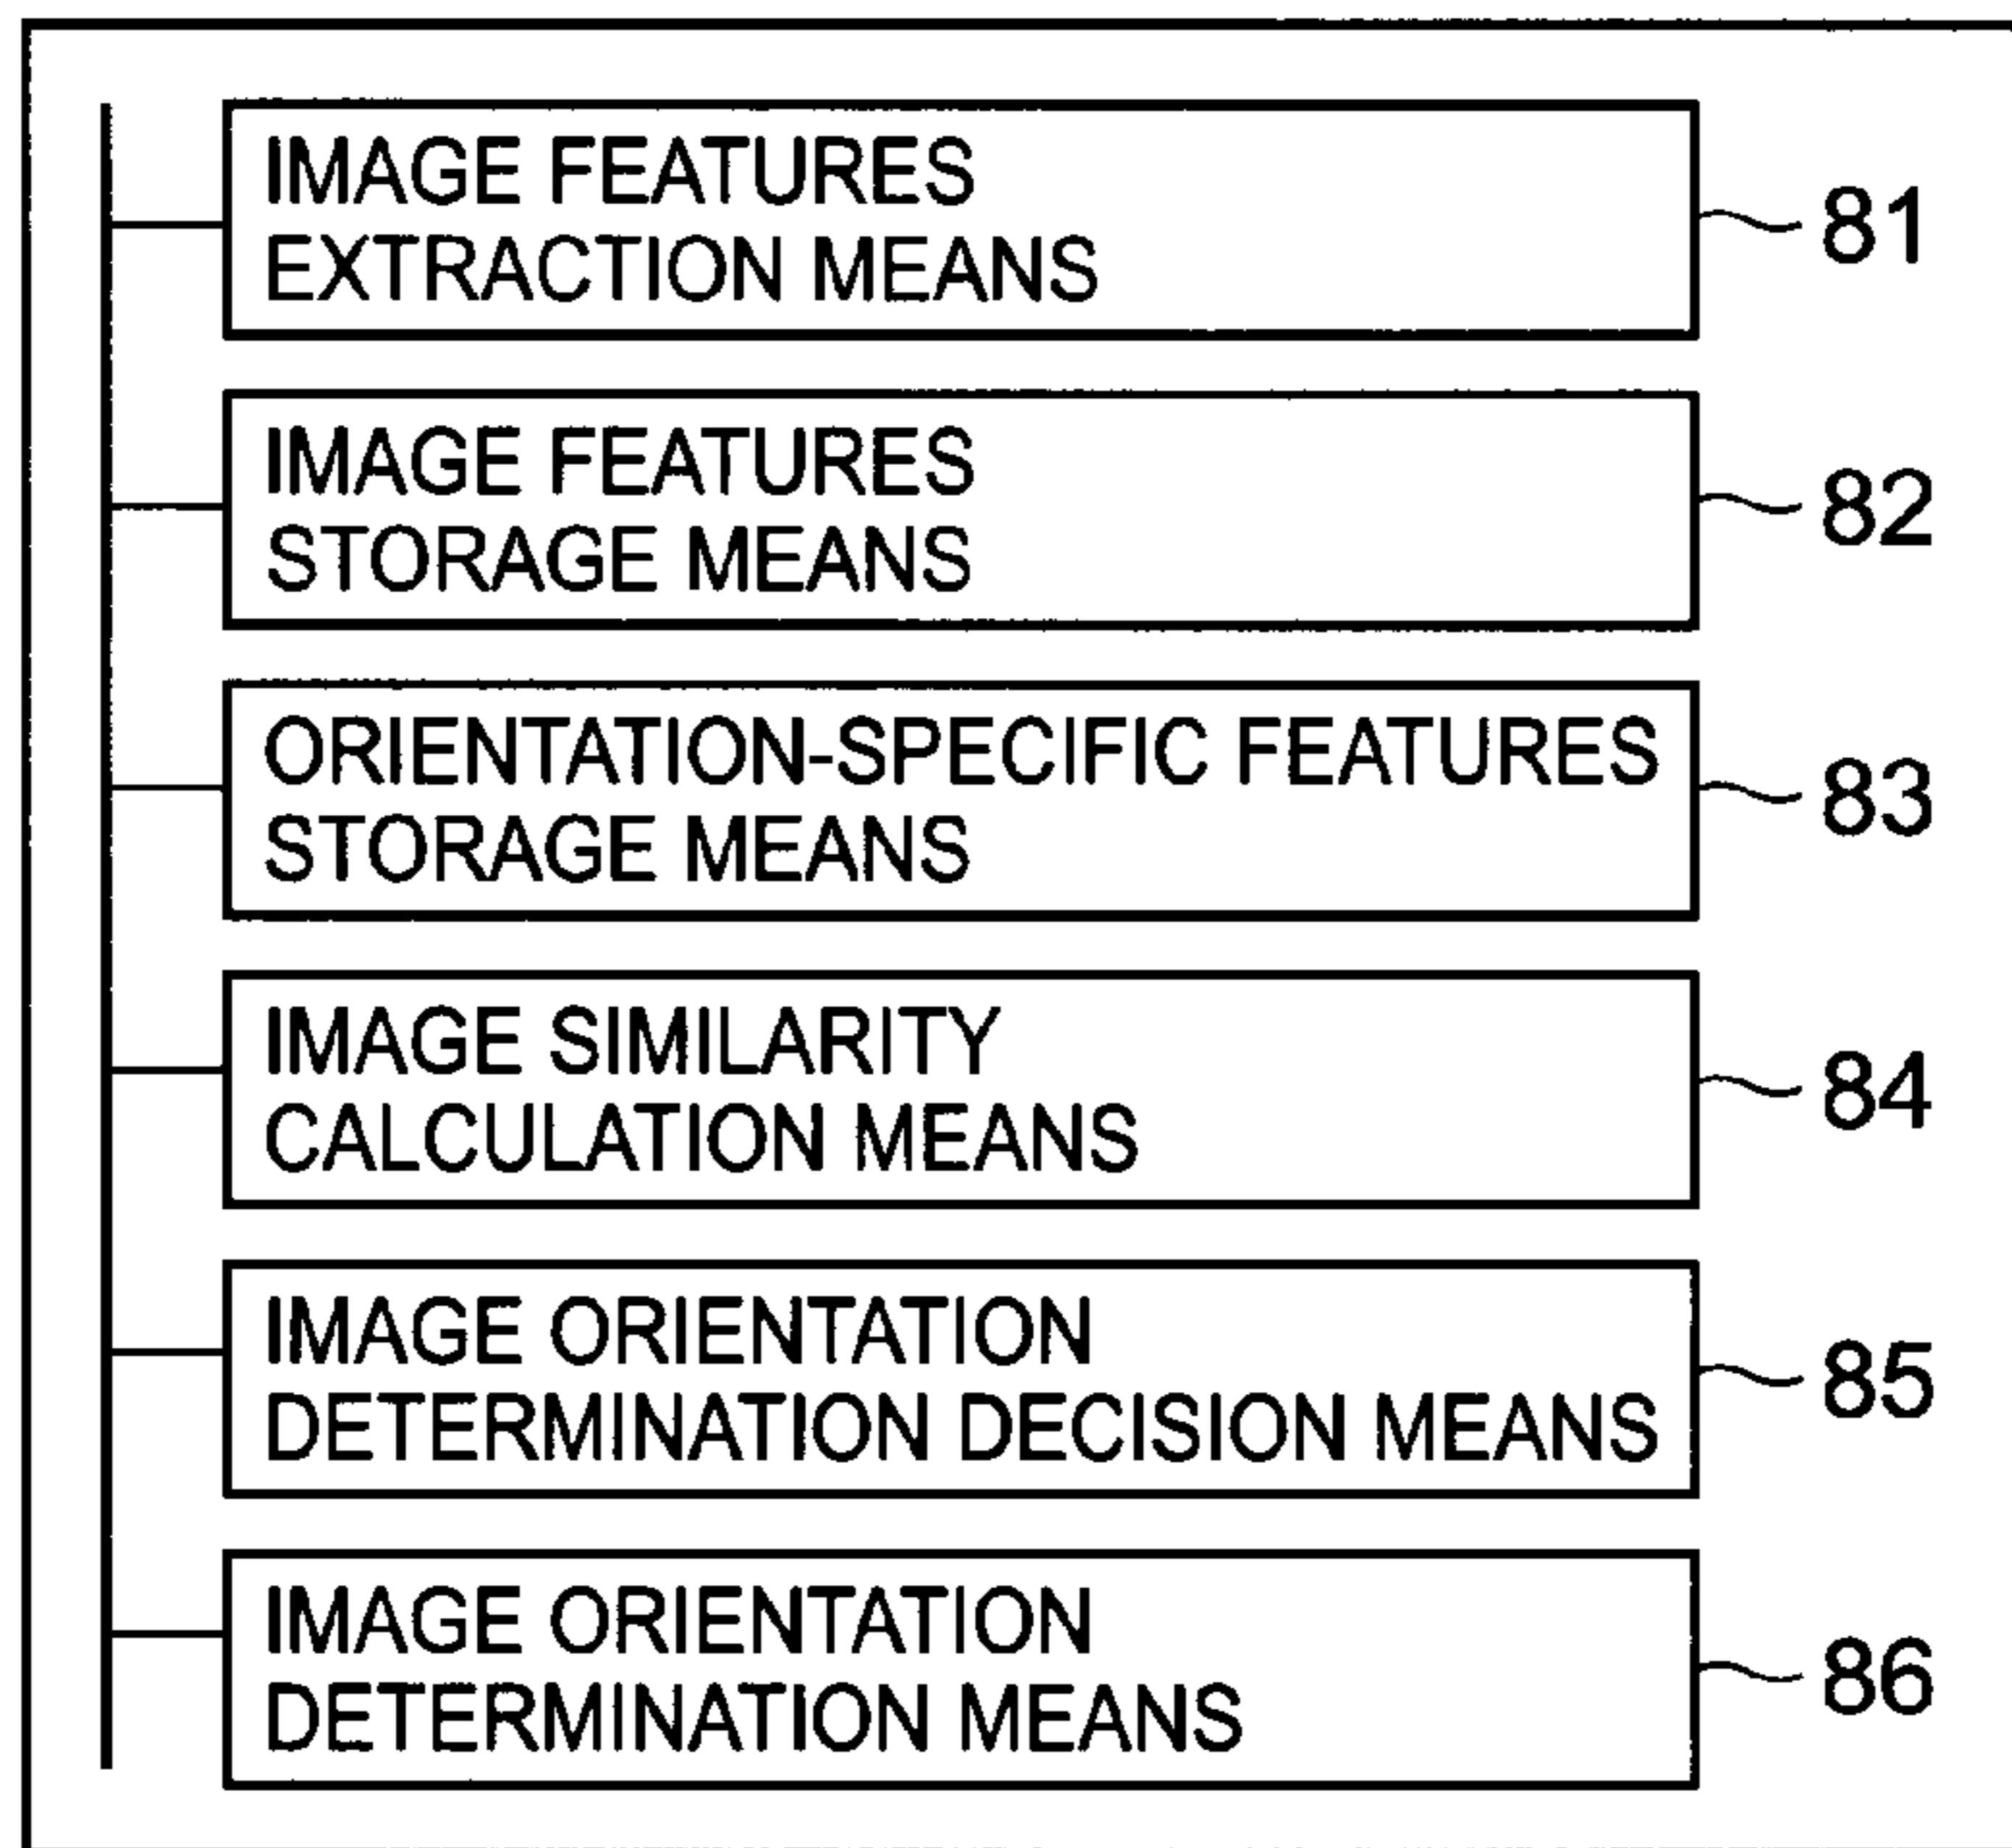 IMAGE FEATURES
EXTRACTION MEANS
81
IMAGE FEATURES
STORAGE MEANS
82
ORIENTATION-SPECIFIC FEATURES
STORAGE MEANS
83
IMAGE SIMILARITY
CALCULATION MEANS
84
IMAGE ORIENTATION
DETERMINATION DECISION MEANS
85
IMAGE ORIENTATION
DETERMINATION MEANS
86